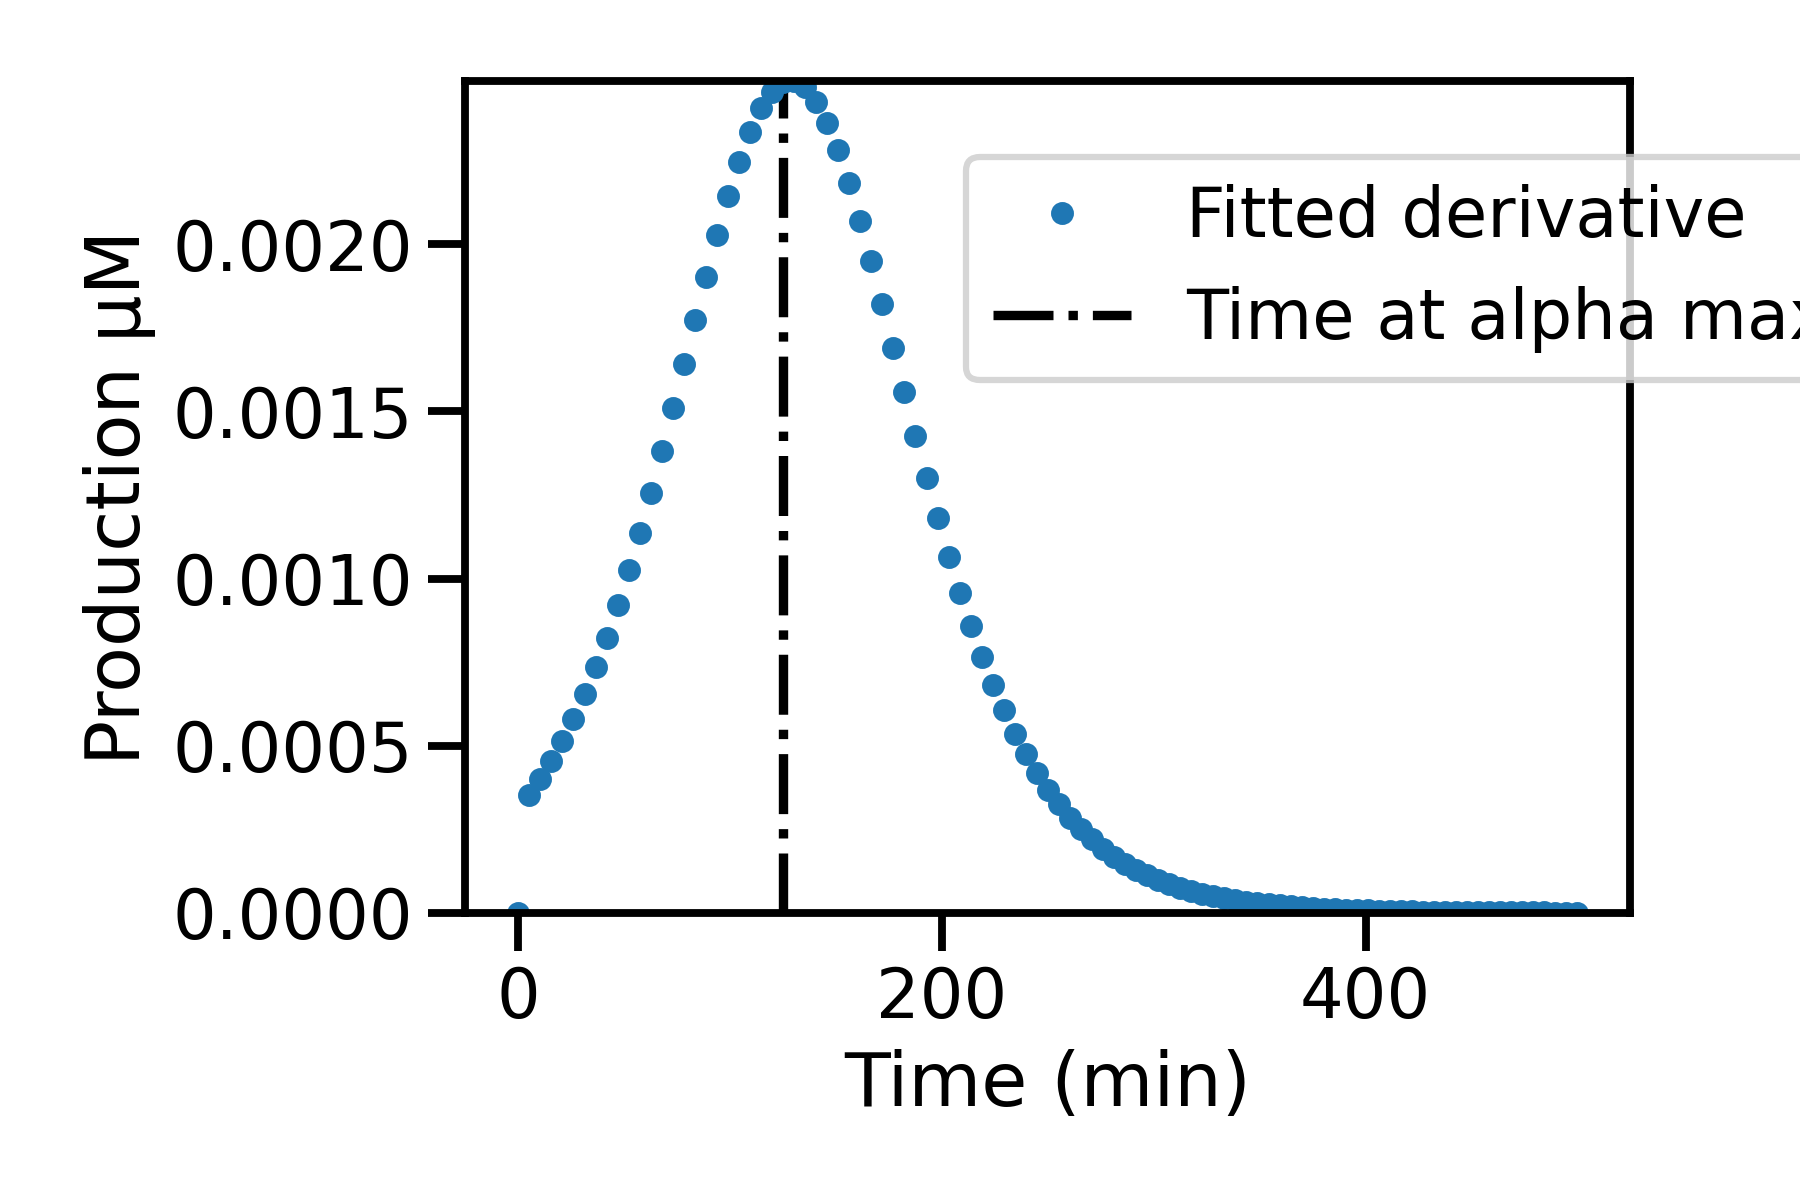 Production µM
0.0020
0.0015
0.0010
0.0005
0.0000
0
200
400
Time (min)
Fitted derivative
Time at alpha max